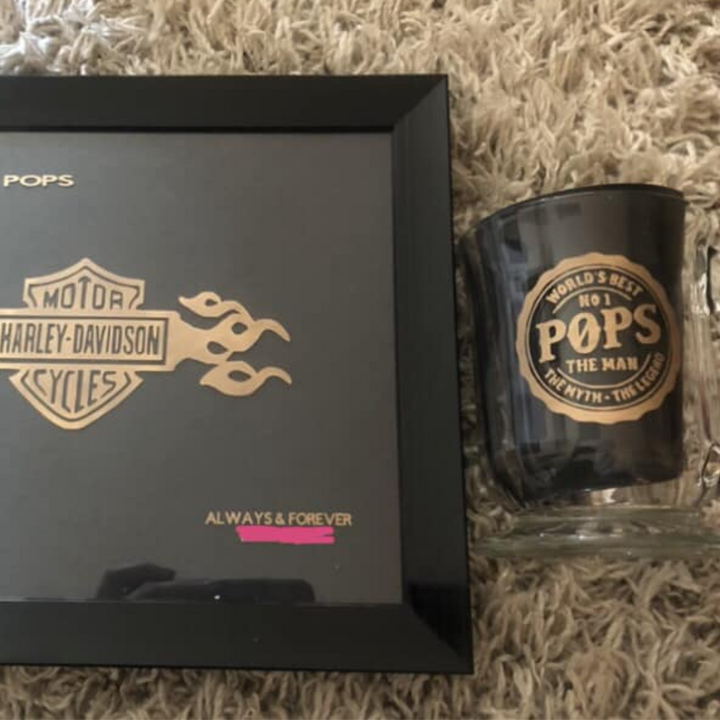 POPS
MOTOR
HARLEY-DAVIDSON
CYCLES
ALWAYS & FOREVER
WORLD'S BEST
NO 1
PØPS
THE MAN
THE MYTH • THE LEGEND